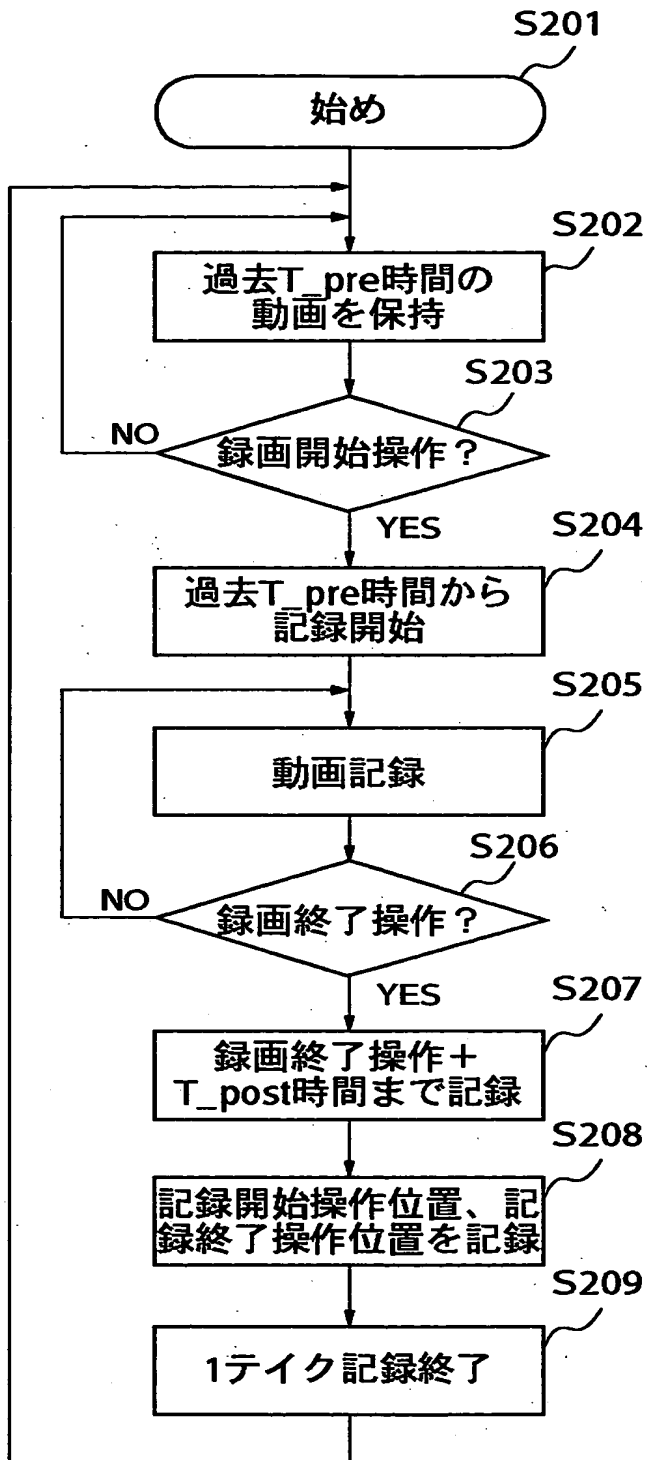 S201
始め
S202
過去T_pre時間の
動画を保持
S203
録画開始操作？
NO
YES
S204
過去T_pre時間から
記録開始
S205
動画記録
S206
録画終了操作？
NO
YES
S207
録画終了操作＋
T_post時間まで記録
S208
記録開始操作位置、記
録終了操作位置を記録
S209
1テイク記録終了